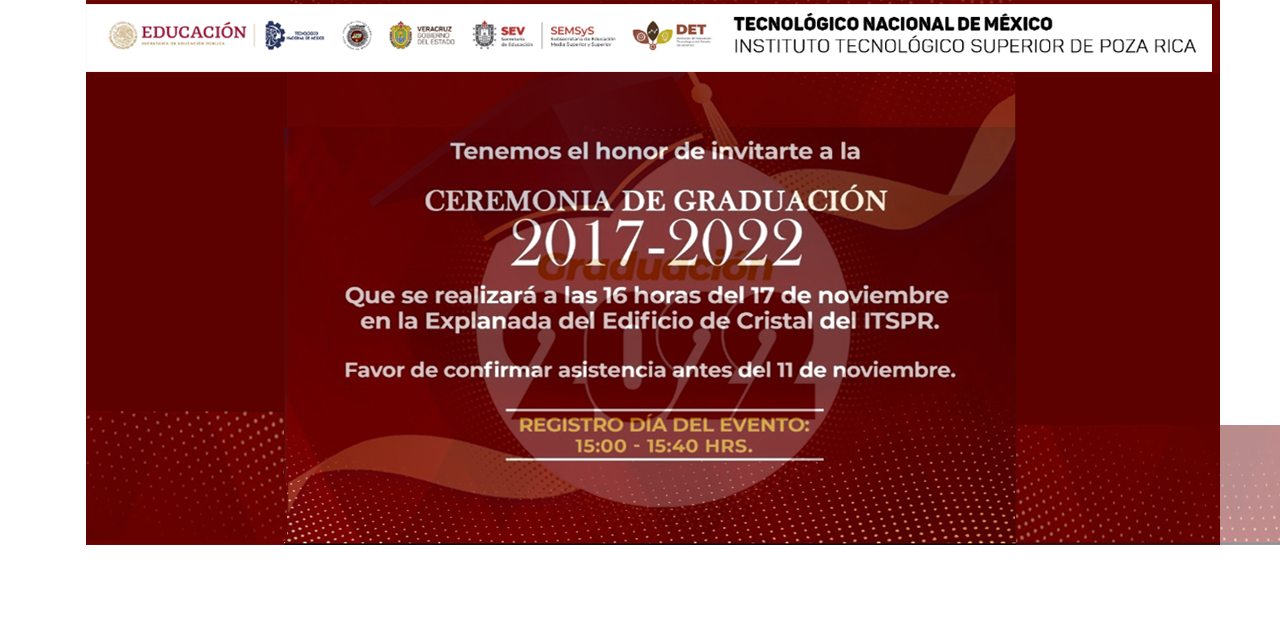 EDUCACIÓN
SECRETARÍA DE EDUCACIÓN PÚBLICA
TECNOLÓGICO
NACIONAL DE MÉXICO
VERACRUZ
GOBIERNO
DEL ESTADO
SEV
Secretaría
de Educación
SEMSyS
Subsecretaría de Educación
Media Superior y Superior
DET
TECNOLÓGICO NACIONAL DE MÉXICO
INSTITUTO TECNOLÓGICO SUPERIOR DE POZA RICA
Tenemos el honor de invitarte a la
CEREMONIA DE GRADUACIÓN
2017-2022
Graduación
2022
Que se realizará a las 16 horas del 17 de noviembre
en la Explanada del Edificio de Cristal del ITSPR.
Favor de confirmar asistencia antes del 11 de noviembre.
REGISTRO DÍA DEL EVENTO:
15:00 - 15:40 HRS.